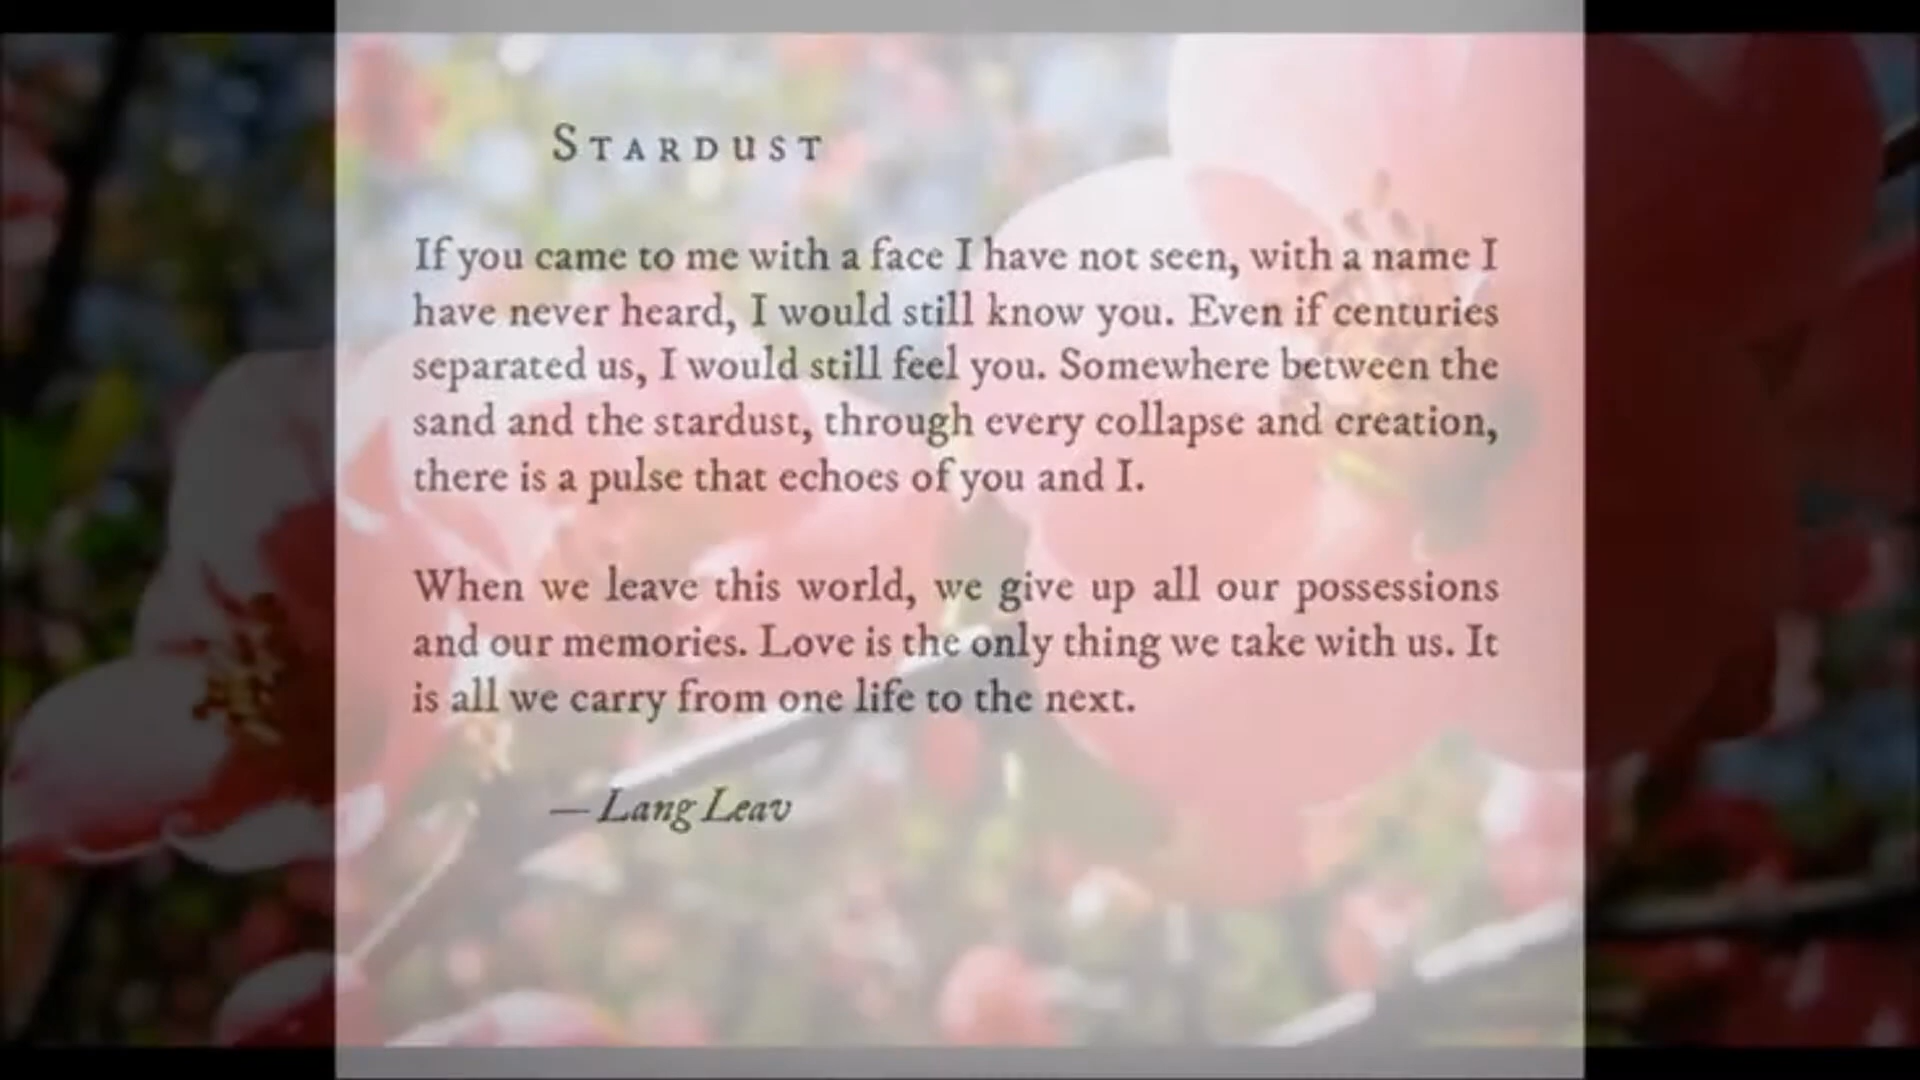 STARDUST
If you came to me with a face I have not seen, with a name I
have never heard, I would still know you. Even if centuries
separated us, I would still feel you. Somewhere between the
sand and the stardust, through every collapse and creation,
there is a pulse that echoes of you and I.
When we leave this world, we give up all our possessions
and our memories. Love is the only thing we take with us. It
is all we carry from one life to the next.
— Lang Leav